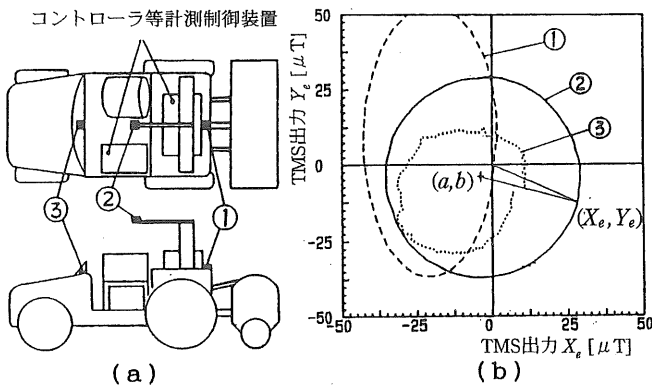 コントローラ等計測制御装置
③
②
①
(a)
TMS出力 Y_e [μT]
50
25
0
-25
-50
-50
-25
0
25
50
TMS出力 X_e [μT]
①
②
③
(a,b)
(X_e, Y_e)
(b)